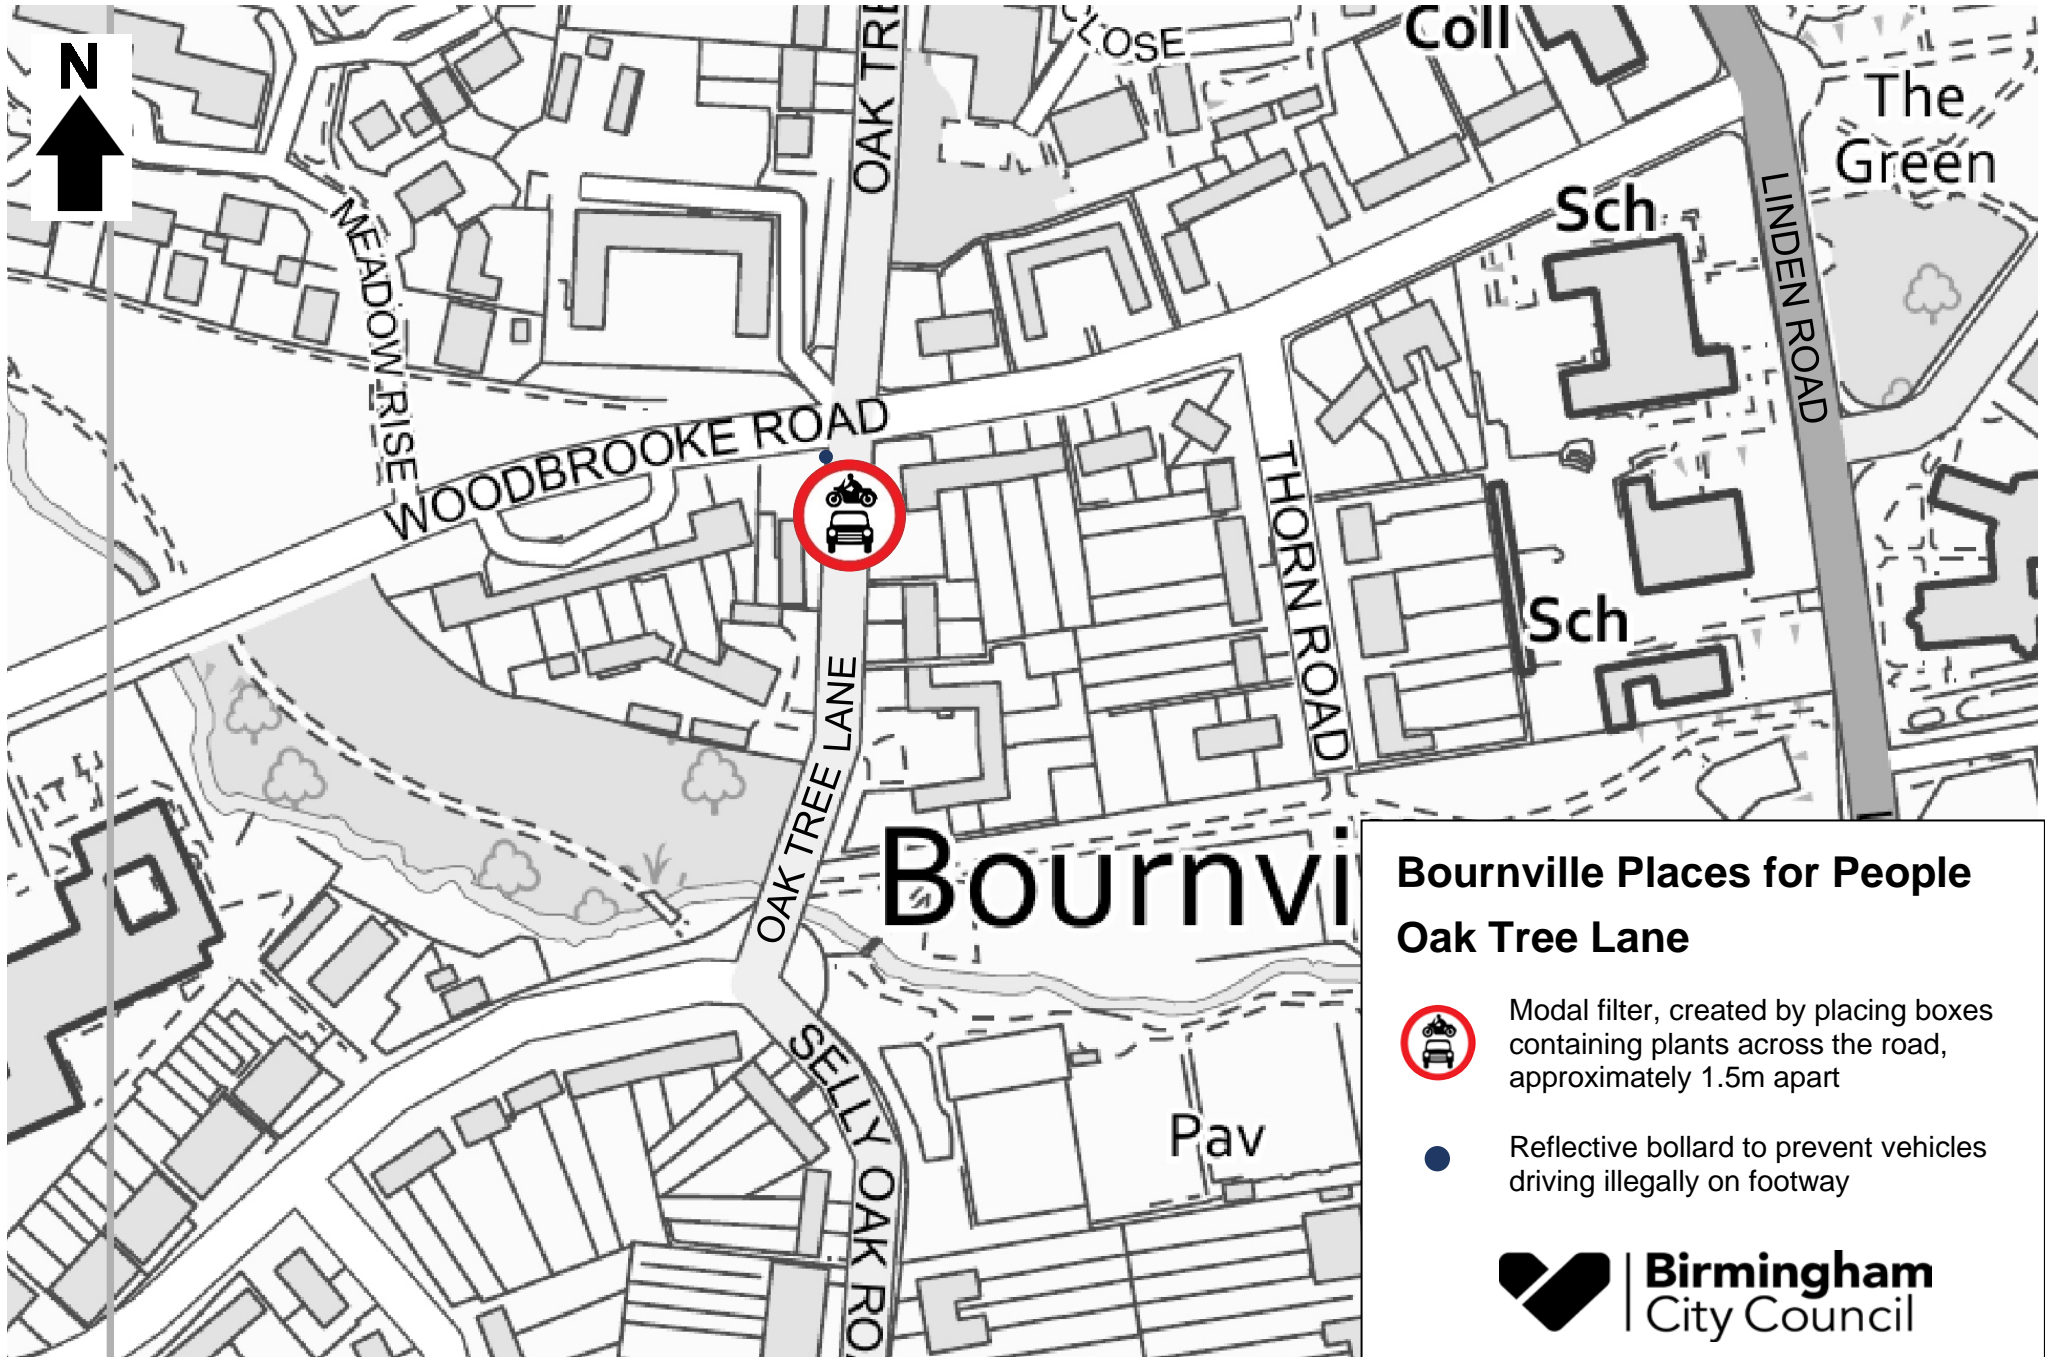 N
OAK TRE
CLOSE
Coll
The
Green
Sch
LINDEN ROAD
MEADOW RISE
WOODBROOKE ROAD
THORN ROAD
Sch
OAK TREE LANE
OAK TREE LANE
Bournvi
SELLY OAK RO
Pav
Bournville Places for People
Oak Tree Lane
Modal filter, created by placing boxes
containing plants across the road,
approximately 1.5m apart
Reflective bollard to prevent vehicles
driving illegally on footway
Birmingham
City Council